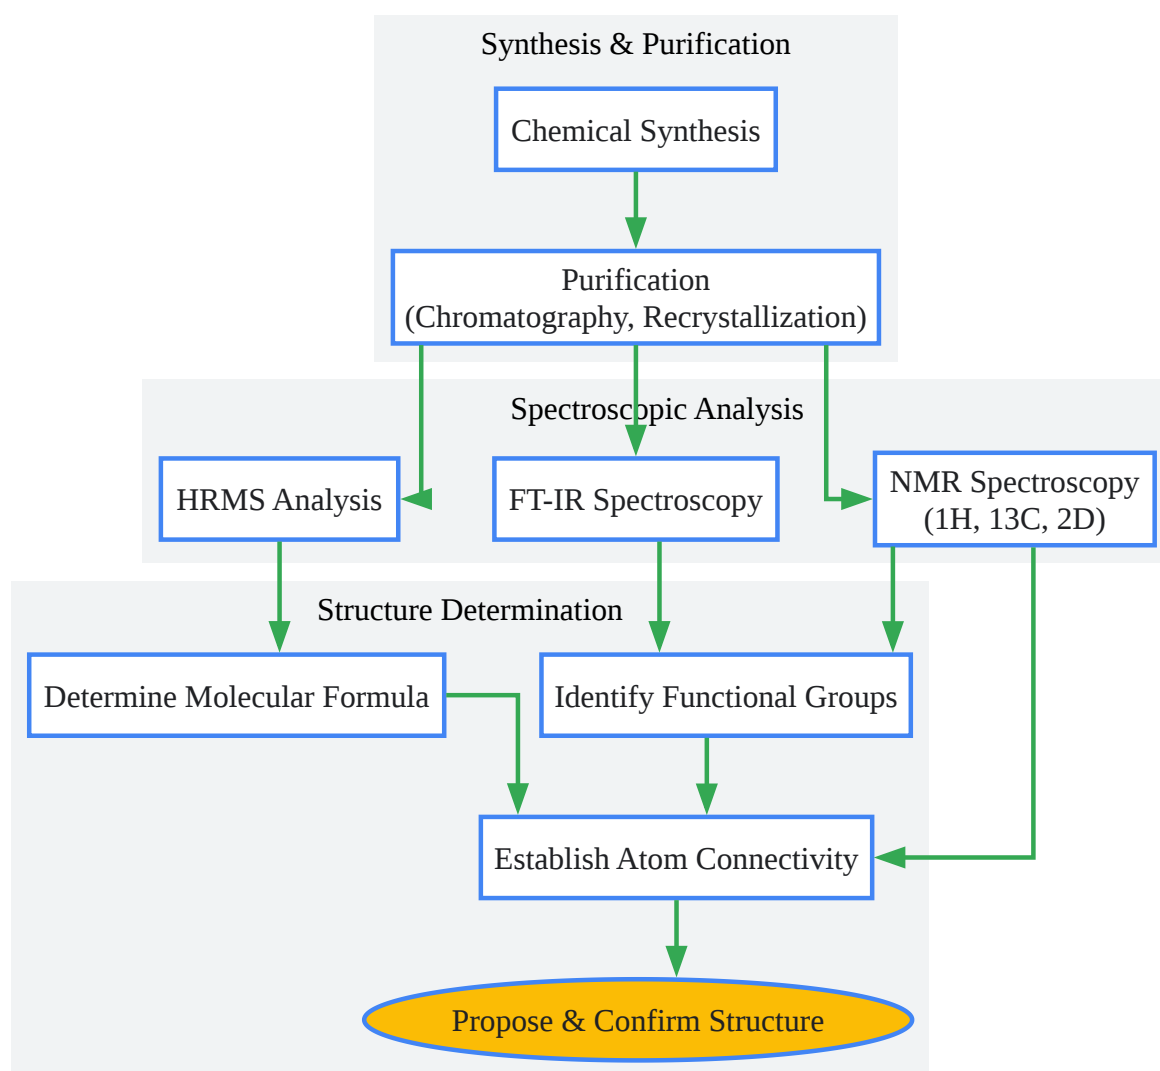 Synthesis & Purification
Chemical Synthesis
Purification
(Chromatography, Recrystallization)
Spectroscopic Analysis
HRMS Analysis
FT-IR Spectroscopy
NMR Spectroscopy
(1H, 13C, 2D)
Structure Determination
Determine Molecular Formula
Identify Functional Groups
Establish Atom Connectivity
Propose & Confirm Structure